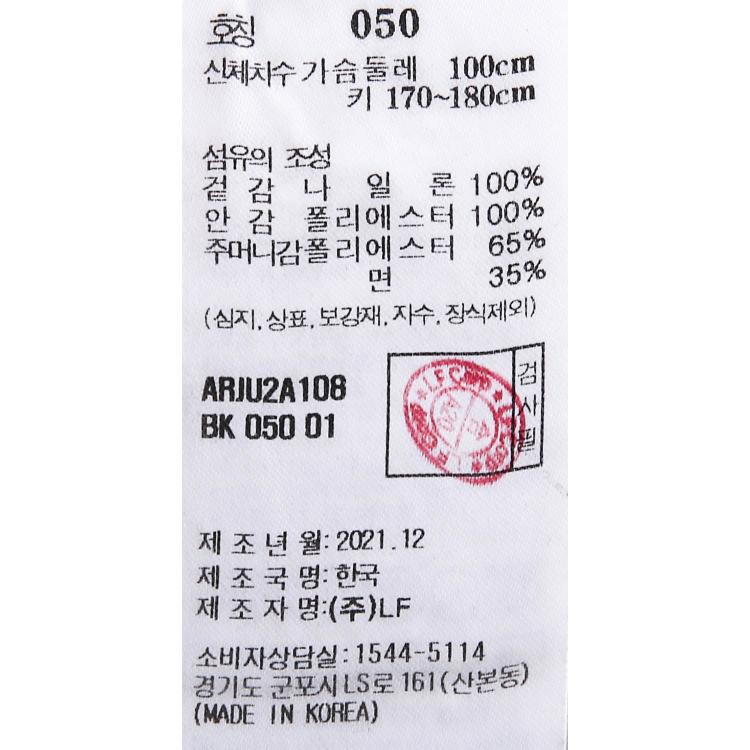 호칭 050
신체치수 가슴둘레 100cm
키 170~180cm
섬유의 조성
겉감 나일론 100%
안감 폴리에스터 100%
주머니감 폴리에스터 65%
면 35%
(심지, 상표, 보강재, 자수, 장식제외)
ARJU2A108
BK 050 01
검사필
제조년월: 2021.12
제조국명: 한국
제조자명: (주)LF
소비자상담실: 1544-5114
경기도 군포시 LS로 161(산본동)
(MADE IN KOREA)